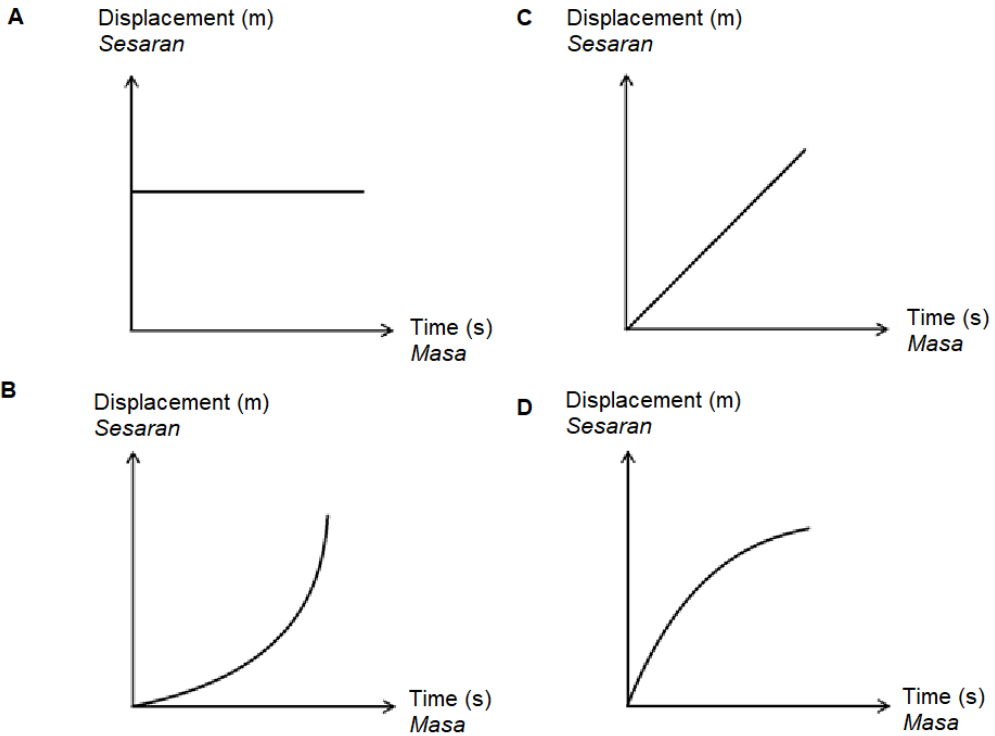 A
Displacement (m)
Sesaran
Time (s)
Masa
C
Displacement (m)
Sesaran
Time (s)
Masa
B
Displacement (m)
Sesaran
Time (s)
Masa
D
Displacement (m)
Sesaran
Time (s)
Masa